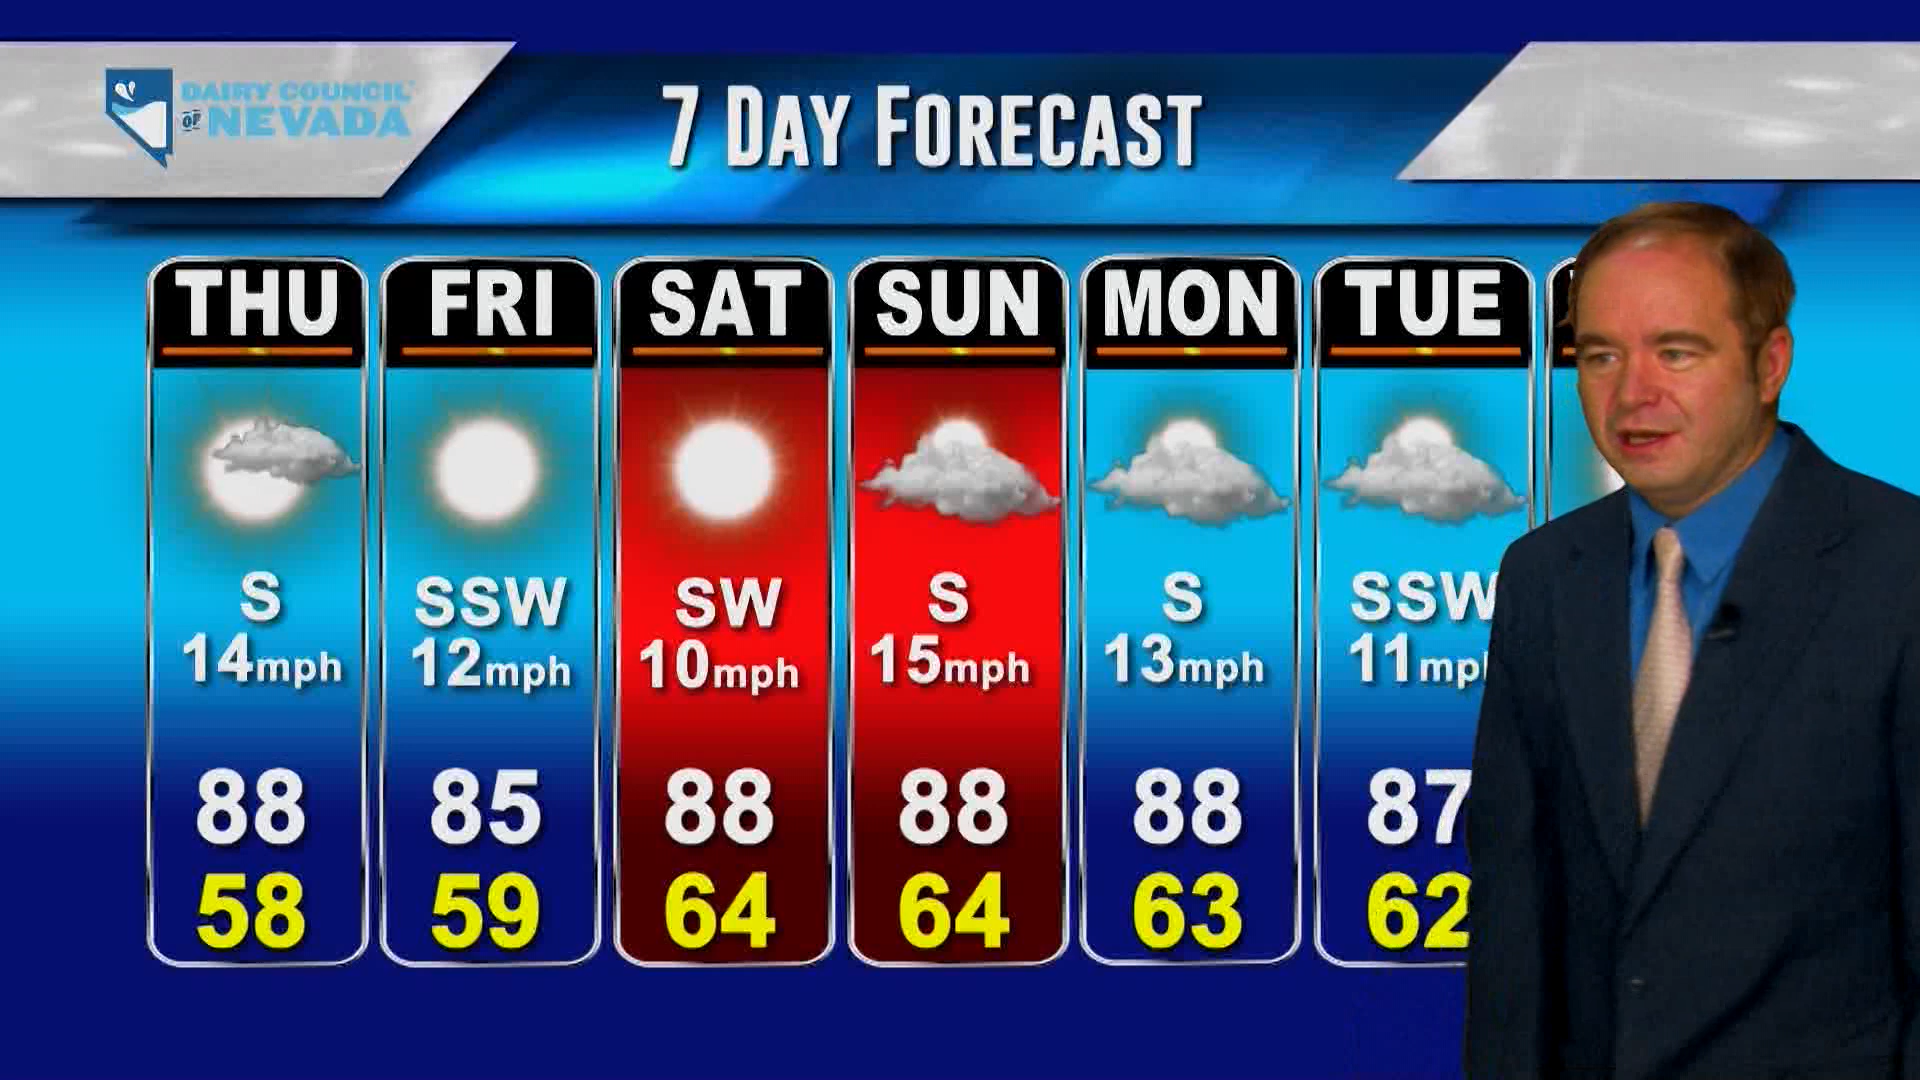 DAIRY COUNCIL
OF NEVADA
7 DAY FORECAST
THU
S
14mph
88
58
FRI
SSW
12mph
85
59
SAT
SW
10mph
88
64
SUN
S
15mph
88
64
MON
S
13mph
88
63
TUE
SSW
11mp
87
62